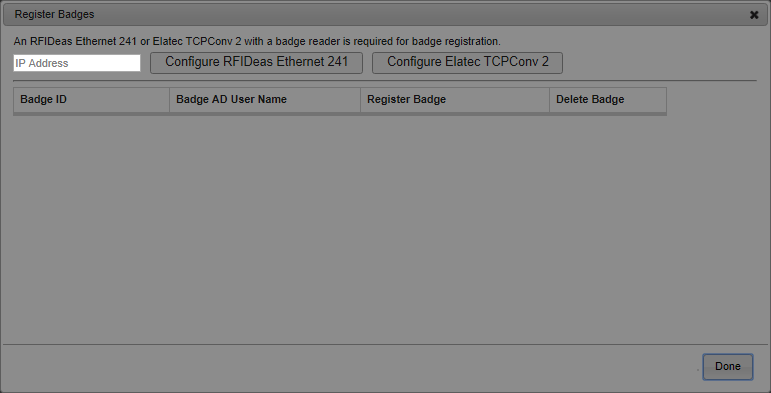 Register Badges
An RFIDeas Ethernet 241 or Elatec TCPConv 2 with a badge reader is required for badge registration.
IP Address Configure RFIDeas Ethernet 241 Configure Elatec TCPConv 2
Badge ID Badge AD User Name Register Badge Delete Badge
Done